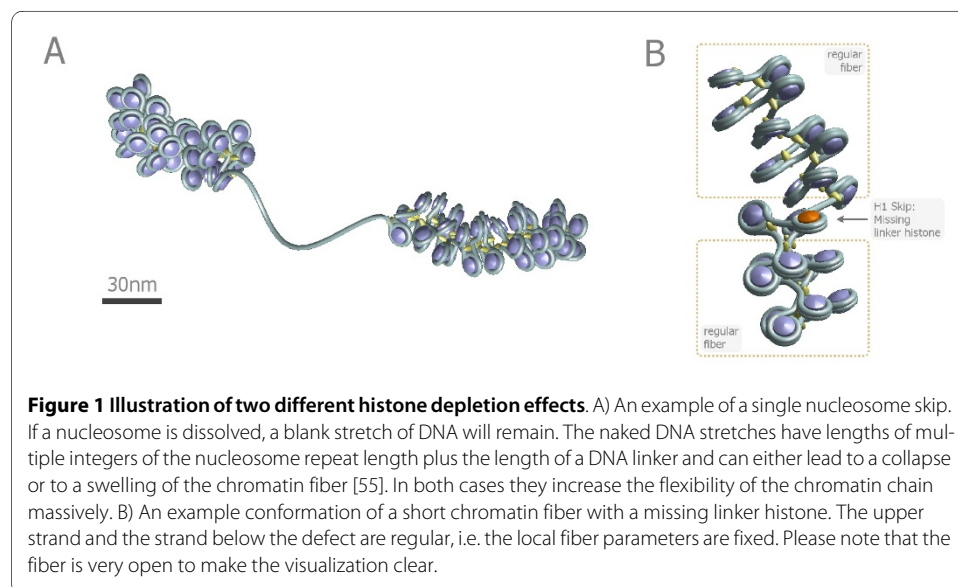 A
B
regular
fiber
H1 Skip:
Missing
linker histone
30nm
regular
fiber
Figure 1 Illustration of two different histone depletion effects. A) An example of a single nucleosome skip.
If a nucleosome is dissolved, a blank stretch of DNA will remain. The naked DNA stretches have lengths of mul-
tiple integers of the nucleosome repeat length plus the length of a DNA linker and can either lead to a collapse
or to a swelling of the chromatin fiber [55]. In both cases they increase the flexibility of the chromatin chain
massively. B) An example conformation of a short chromatin fiber with a missing linker histone. The upper
strand and the strand below the defect are regular, i.e. the local fiber parameters are fixed. Please note that the
fiber is very open to make the visualization clear.